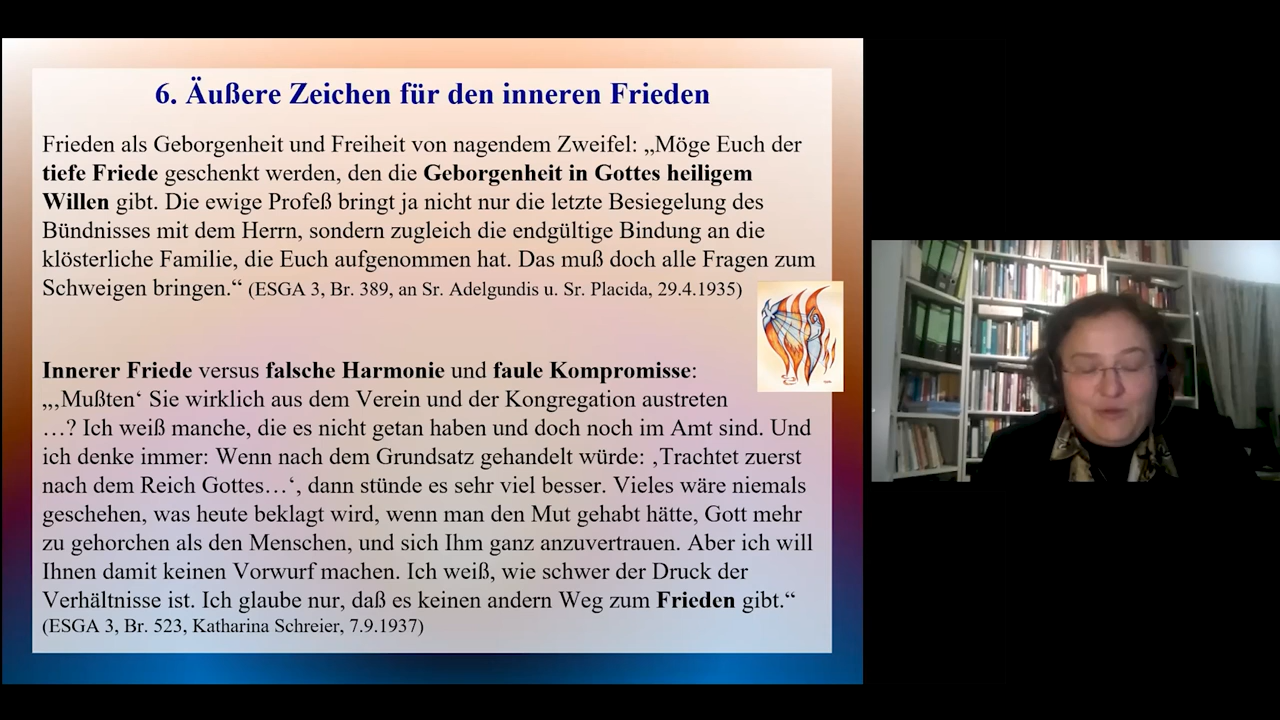 6. Äußere Zeichen für den inneren Frieden
Frieden als Geborgenheit und Freiheit von nagendem Zweifel: „Möge Euch der
tiefe Friede geschenkt werden, den die Geborgenheit in Gottes heiligem
Willen gibt. Die ewige Profeß bringt ja nicht nur die letzte Besiegelung des
Bündnisses mit dem Herrn, sondern zugleich die endgültige Bindung an die
klösterliche Familie, die Euch aufgenommen hat. Das muß doch alle Fragen zum
Schweigen bringen.“ (ESGA 3, Br. 389, an Sr. Adelgundis u. Sr. Placida, 29.4.1935)
Innerer Friede versus falsche Harmonie und faule Kompromisse:
„‚Mußten‘ Sie wirklich aus dem Verein und der Kongregation austreten
…? Ich weiß manche, die es nicht getan haben und doch noch im Amt sind. Und
ich denke immer: Wenn nach dem Grundsatz gehandelt würde: ‚Trachtet zuerst
nach dem Reich Gottes…‘, dann stünde es sehr viel besser. Vieles wäre niemals
geschehen, was heute beklagt wird, wenn man den Mut gehabt hätte, Gott mehr
zu gehorchen als den Menschen, und sich Ihm ganz anzuvertrauen. Aber ich will
Ihnen damit keinen Vorwurf machen. Ich weiß, wie schwer der Druck der
Verhältnisse ist. Ich glaube nur, daß es keinen andern Weg zum Frieden gibt.“
(ESGA 3, Br. 523, Katharina Schreier, 7.9.1937)